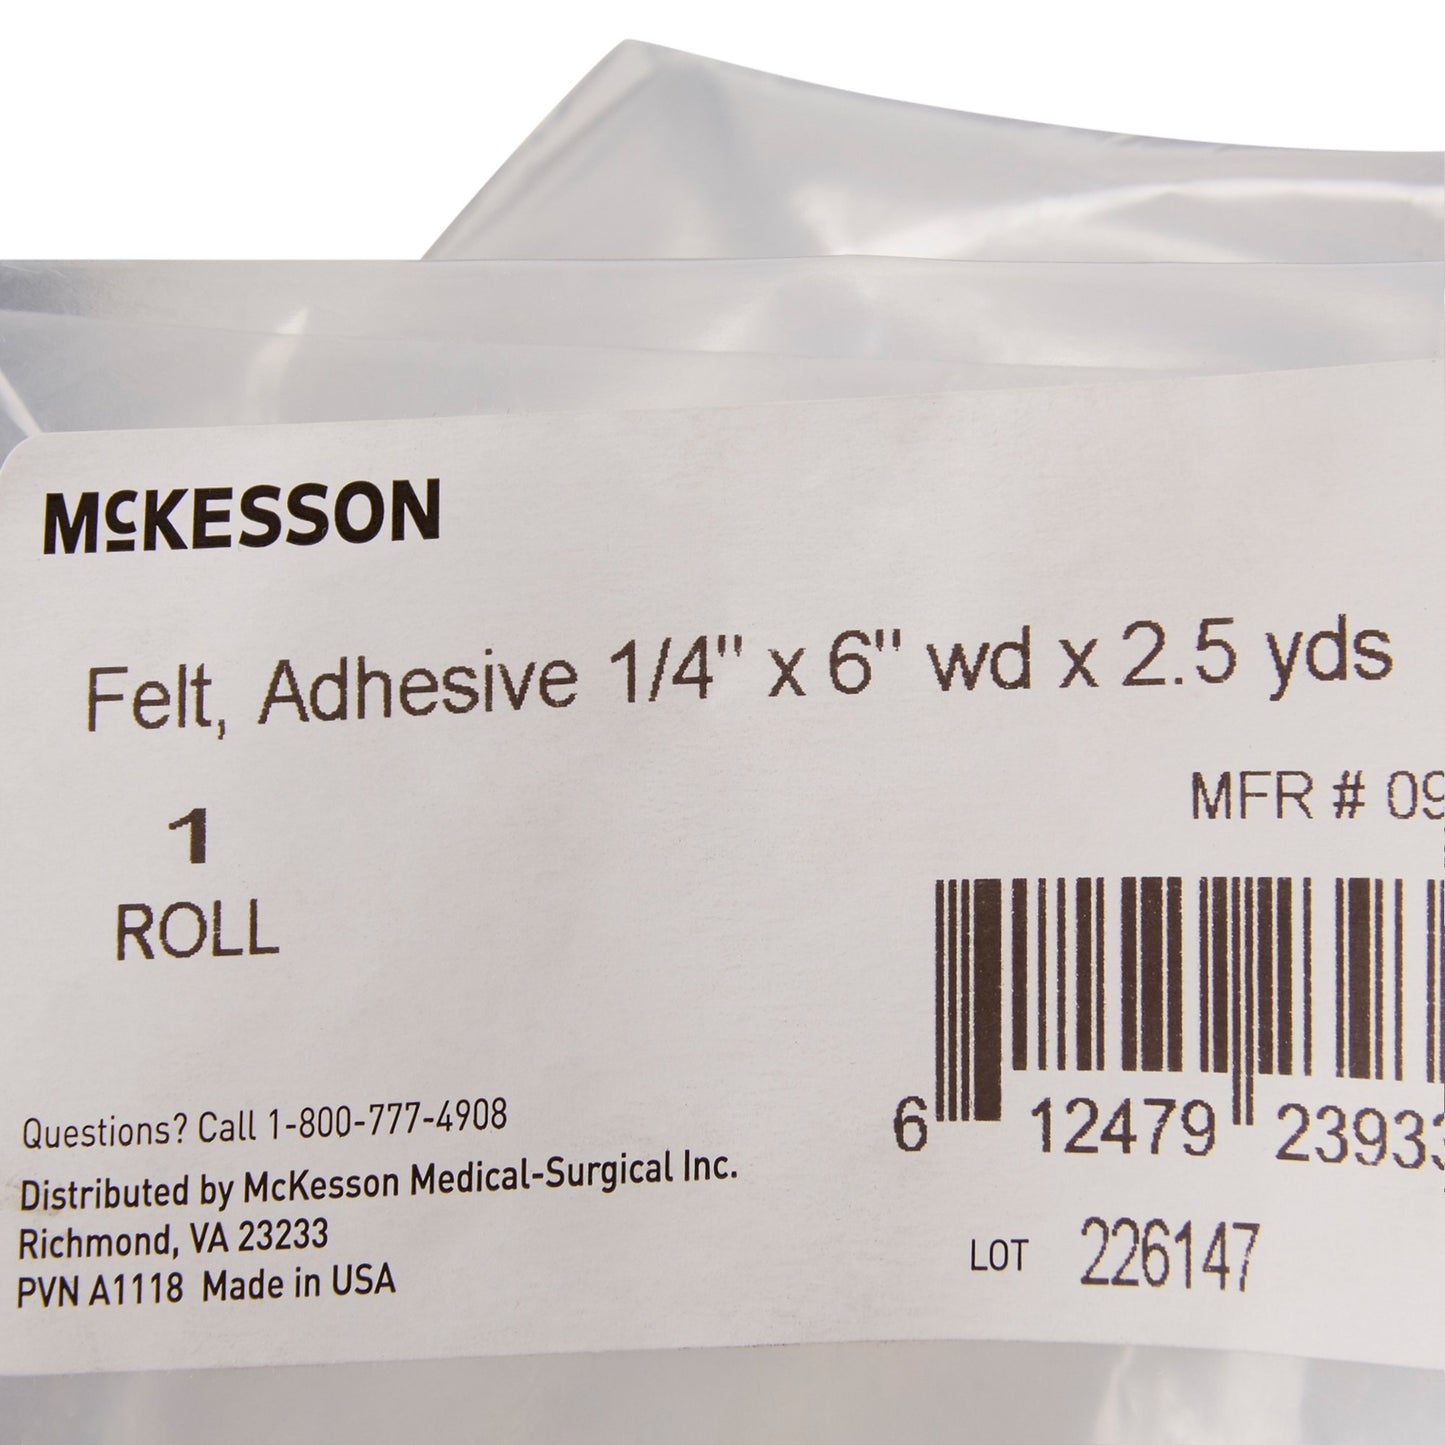 McKESSON
Felt, Adhesive 1/4" x 6" wd x 2.5 yds
MFR # 09
1
ROLL
6 12479 23933
Questions? Call 1-800-777-4908
Distributed by McKesson Medical-Surgical Inc.
Richmond, VA 23233
PVN A1118 Made in USA
LOT 226147